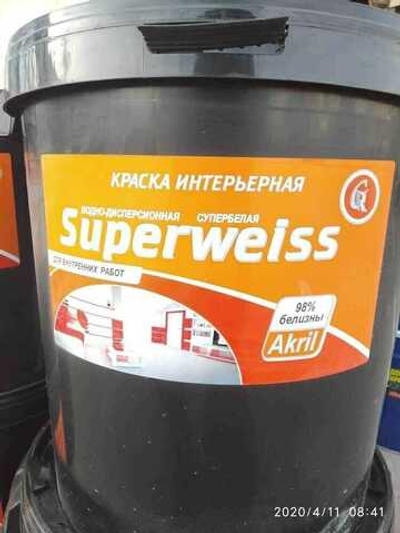 КРАСКА ИНТЕРЬЕРНАЯ
ВОДНО-ДИСПЕРСИОННАЯ СУПЕРБЕЛАЯ
Superweiss
ДЛЯ ВНУТРЕННИХ РАБОТ
98%
белизны
Akril
2020/4/11 08:41